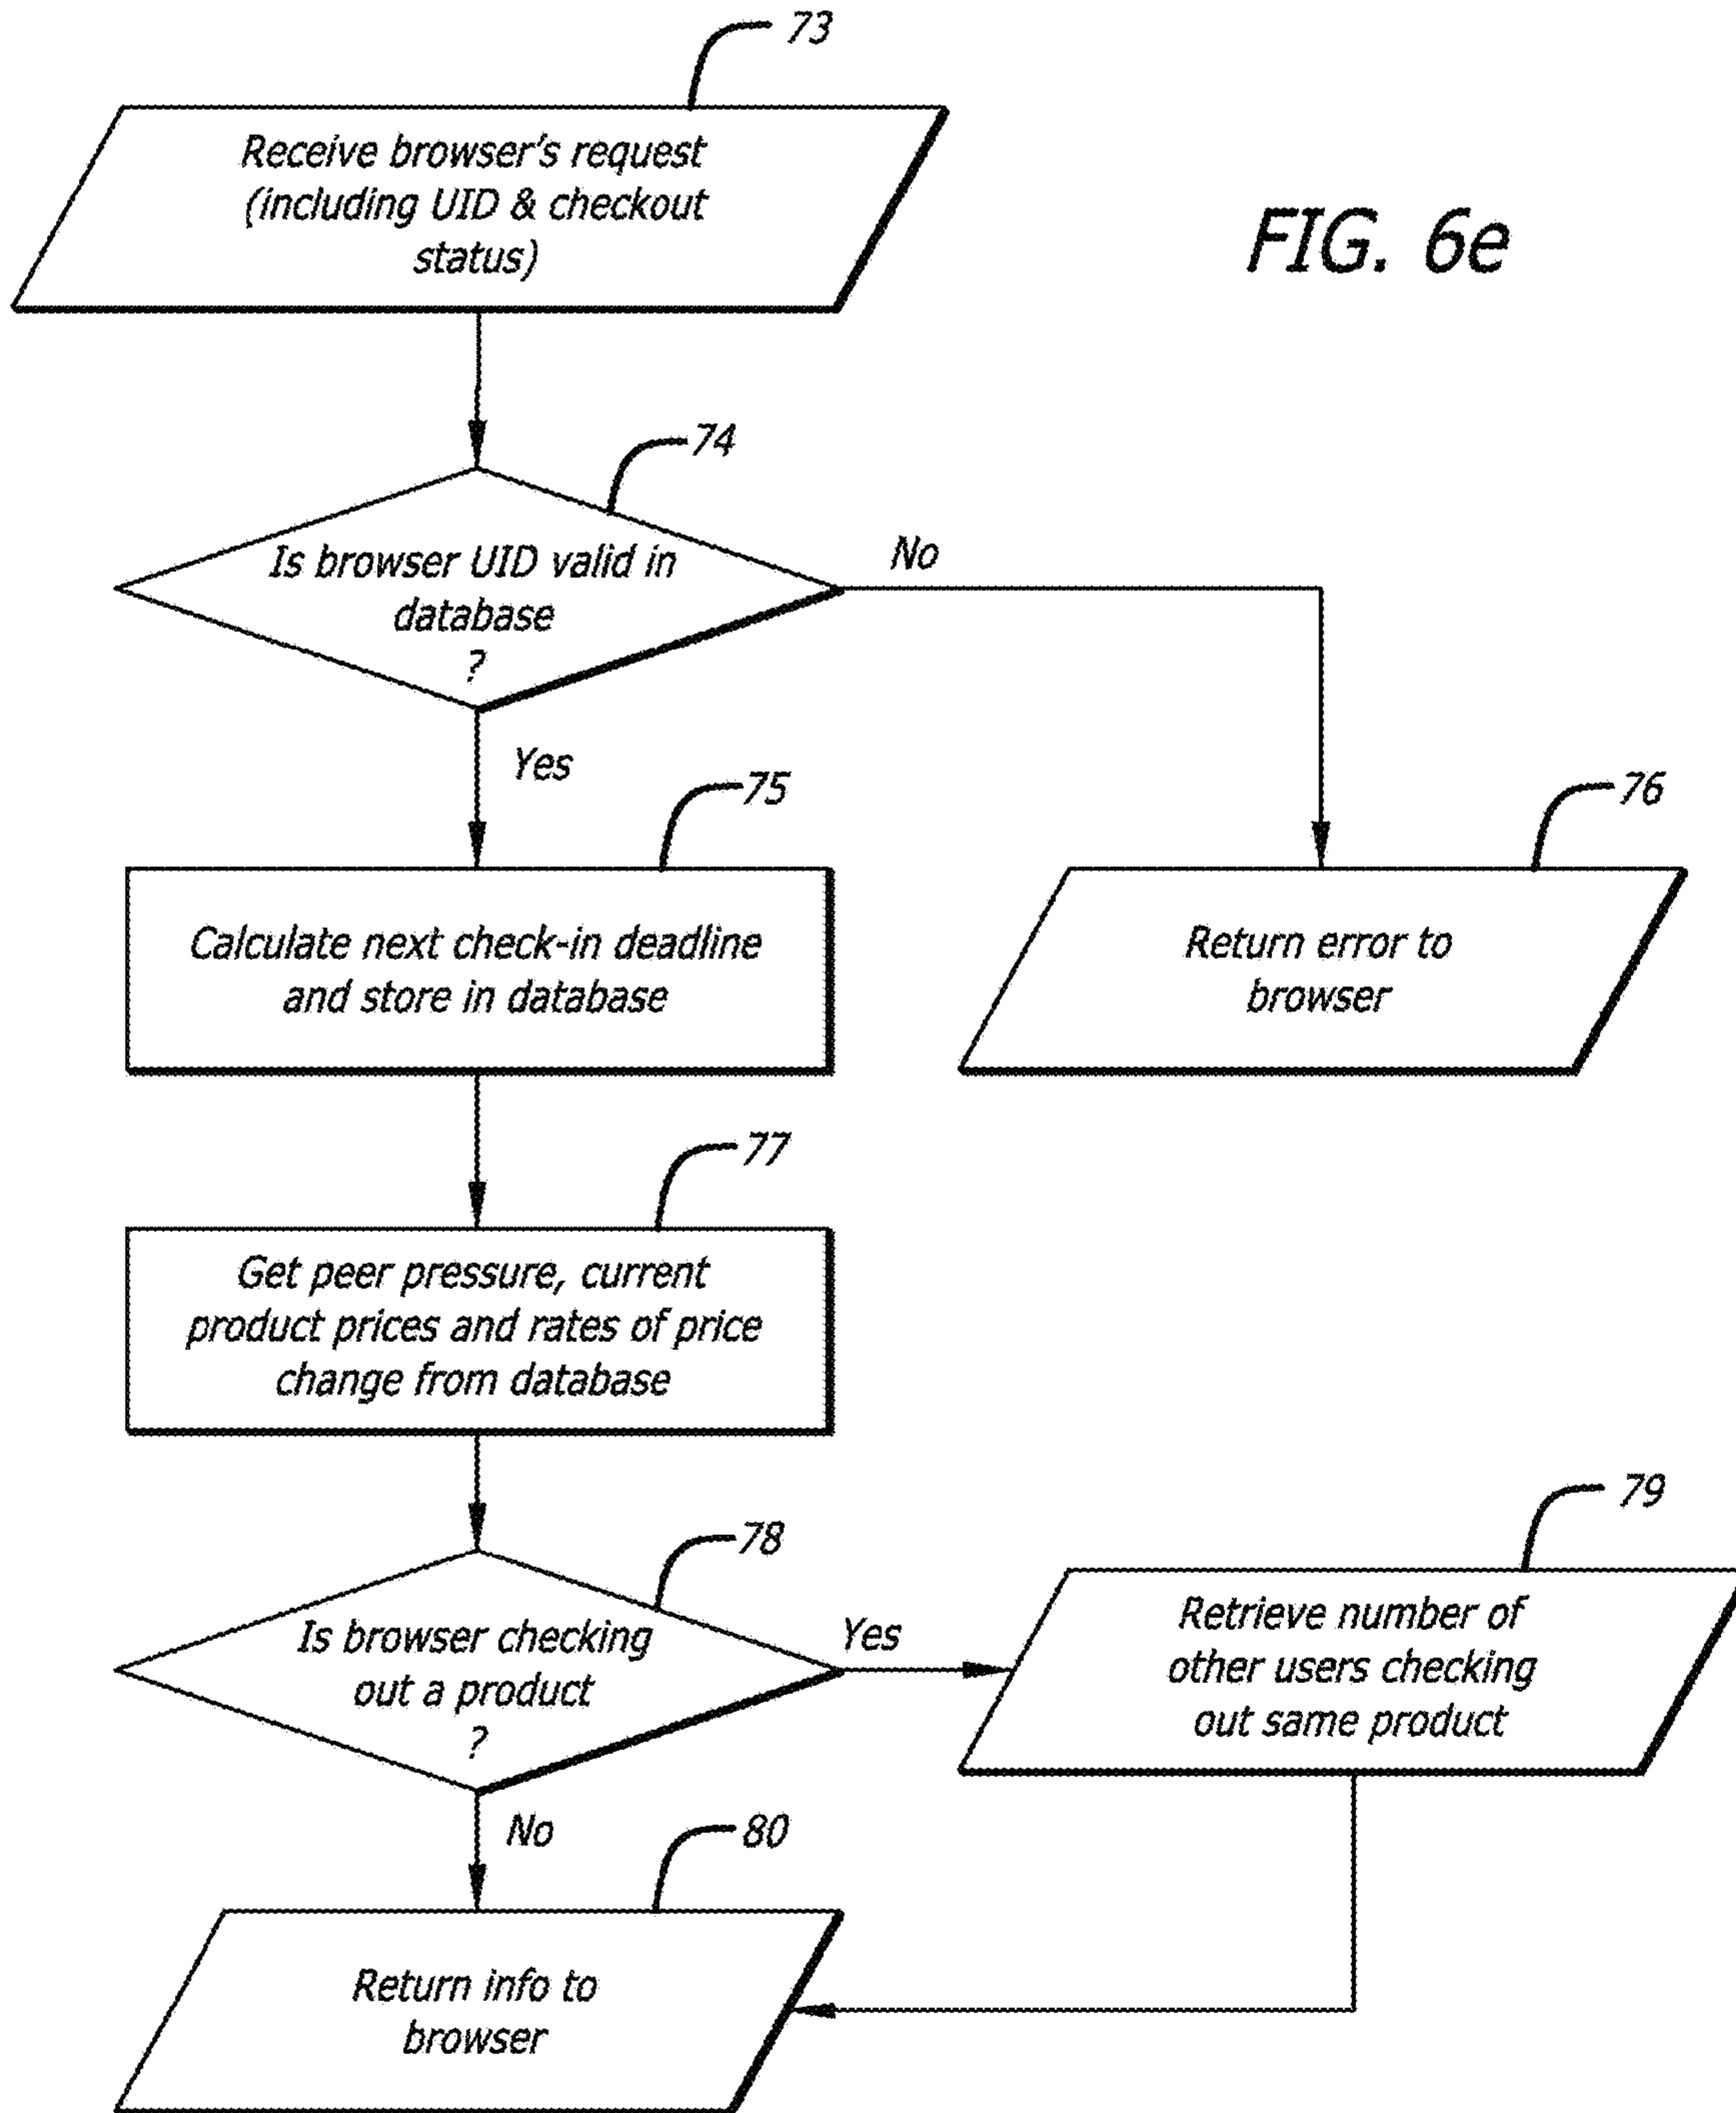 73
Receive browser's request
(including UID & checkout
status)
FIG. 6e
74
Is browser UID valid in
database
?
No
Yes
75
Calculate next check-in deadline
and store in database
76
Return error to
browser
77
Get peer pressure, current
product prices and rates of price
change from database
78
Is browser checking
out a product
?
Yes
79
Retrieve number of
other users checking
out same product
No
80
Return info to
browser